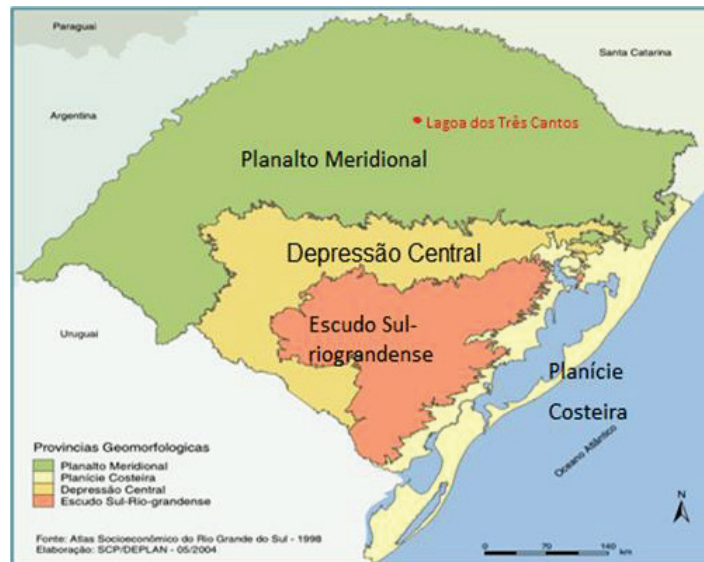 Paraguai
Santa Catarina
Argentina
Lagoa dos Três Cantos
Planalto Meridional
Depressão Central
Uruguai
Escudo Sul-
riograndense
Planície
Costeira
Oceano Atlântico
Provincias Geomorfologicas
Planalto Meridional
Planície Costeira
Depressão Central
Escudo Sul-Rio-grandense
N
Fonte: Atlas Socioeconômico do Rio Grande do Sul - 1998
Elaboração: SCP/DEPLAN - 05/2004
0 70 140
km